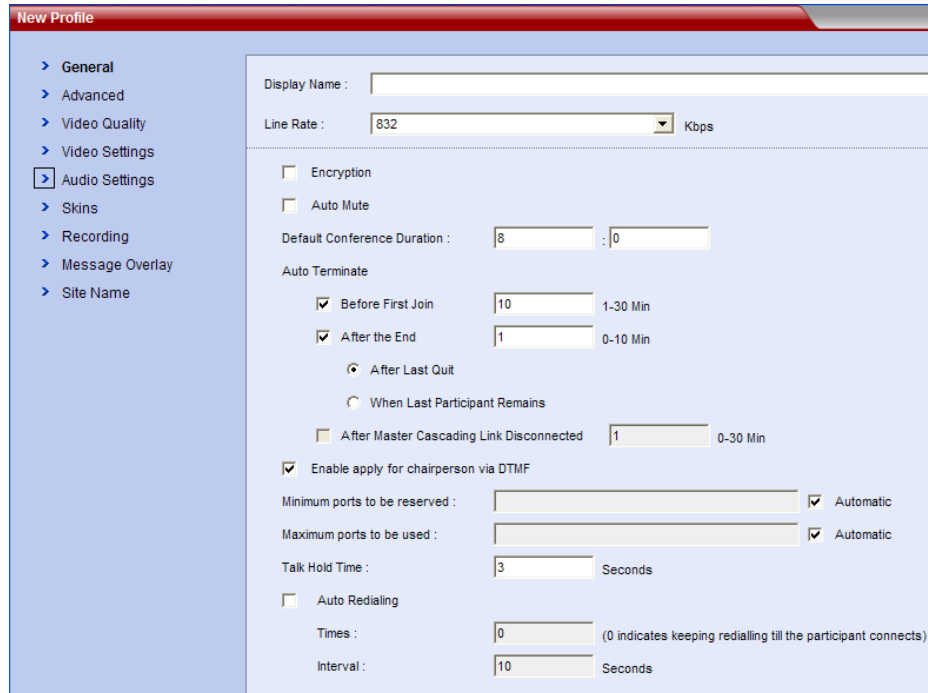 New Profile
General
Advanced
Video Quality
Video Settings
Audio Settings
Skins
Recording
Message Overlay
Site Name
Display Name :
Line Rate : 832 Kbps
Encryption
Auto Mute
Default Conference Duration : 8 : 0
Auto Terminate
Before First Join 10 1-30 Min
After the End 1 0-10 Min
After Last Quit
When Last Participant Remains
After Master Cascading Link Disconnected 1 0-30 Min
Enable apply for chairperson via DTMF
Minimum ports to be reserved : Automatic
Maximum ports to be used : Automatic
Talk Hold Time : 3 Seconds
Auto Redialing
Times : 0 (0 indicates keeping redialling till the participant connects)
Interval : 10 Seconds